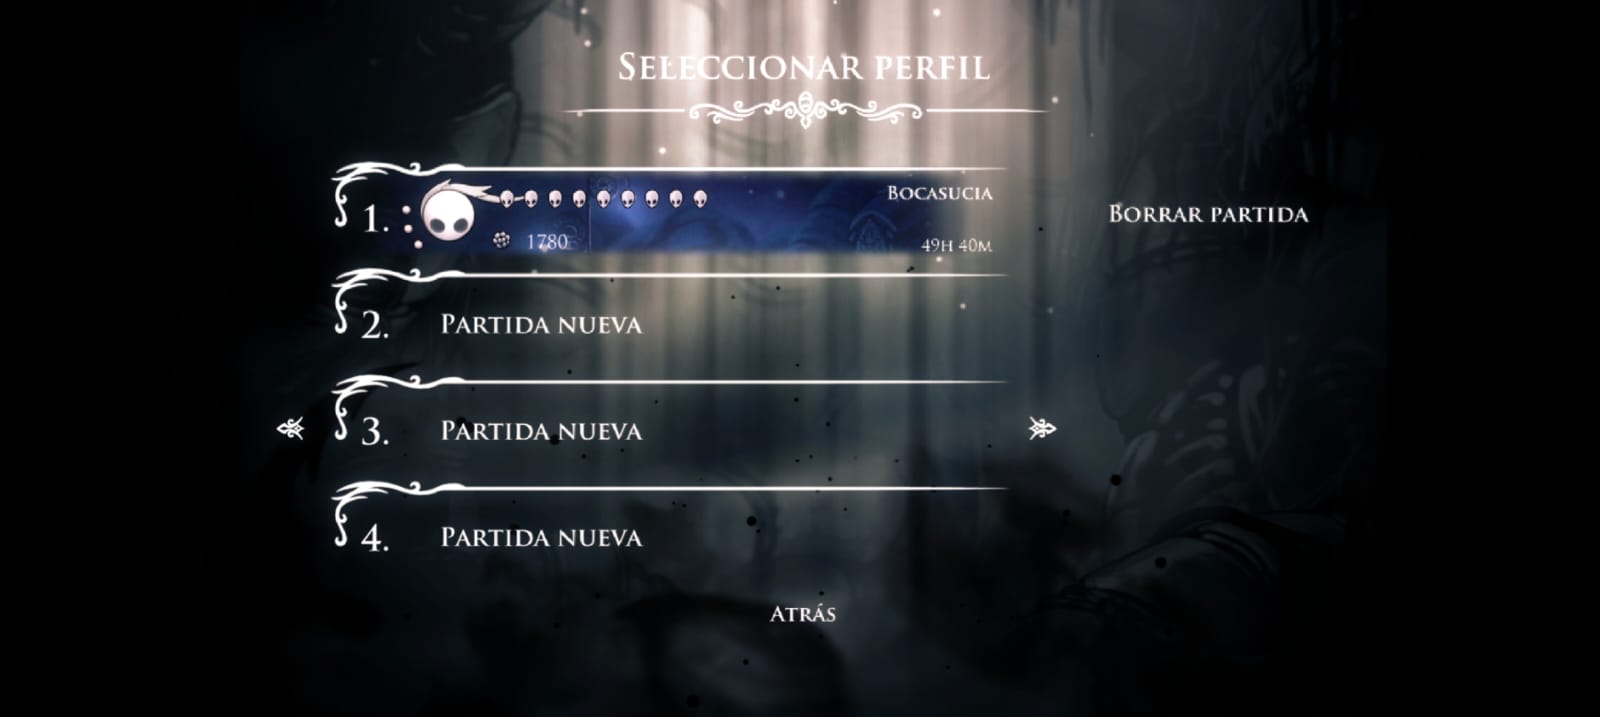 Seleccionar perfil
1.
Bocasucia
1780
49h 40m
Borrar partida
2. Partida nueva
3. Partida nueva
4. Partida nueva
Atrás